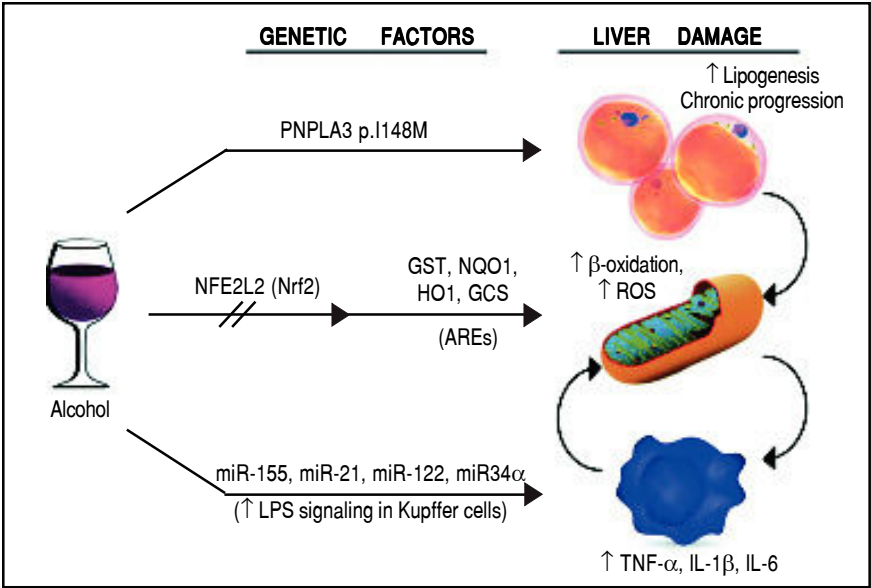 GENETIC FACTORS
LIVER DAMAGE
↑ Lipogenesis
Chronic progression
PNPLA3 p.I148M
NFE2L2 (Nrf2)
GST, NQO1,
HO1, GCS
(AREs)
↑ β-oxidation,
↑ ROS
Alcohol
miR-155, miR-21, miR-122, miR34α
(↑ LPS signaling in Kupffer cells)
↑ TNF-α, IL-1β, IL-6